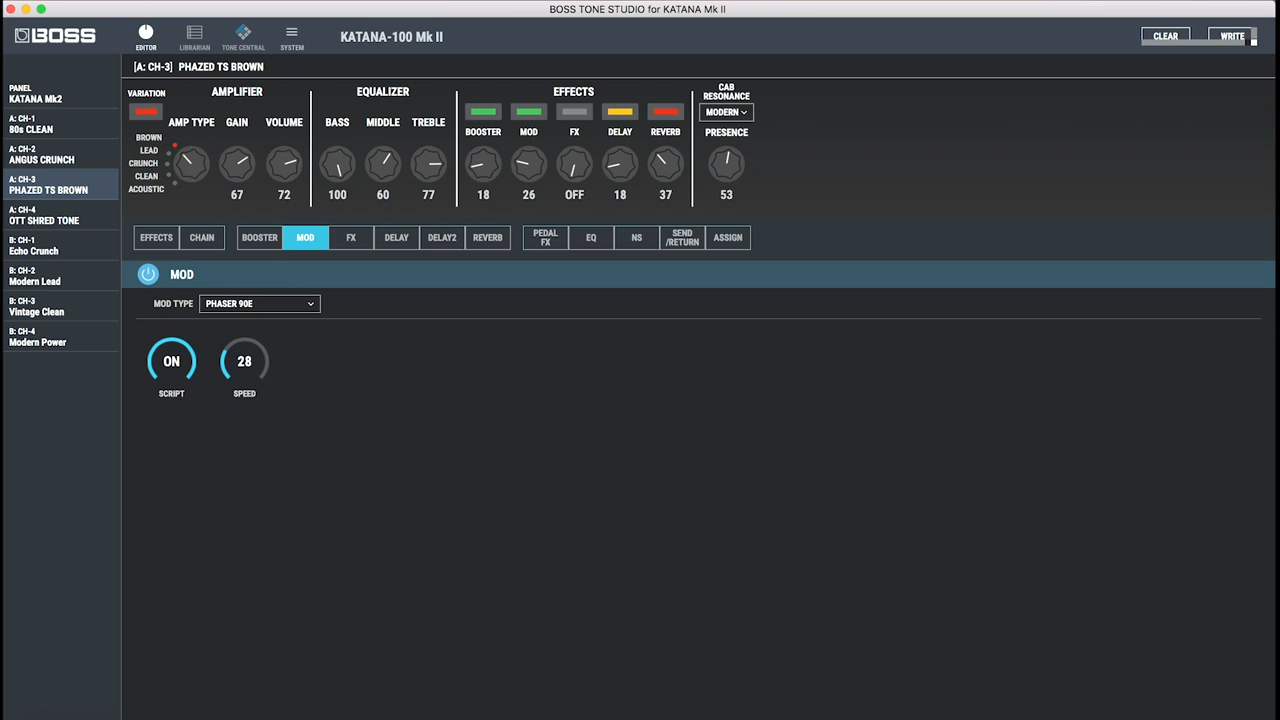 BOSS TONE STUDIO for KATANA Mk II
BOSS
EDITOR
LIBRARIAN
TONE CENTRAL
SYSTEM
KATANA-100 Mk II
CLEAR
WRITE
[A: CH-3] PHAZED TS BROWN
PANEL
KATANA Mk2
A: CH-1
80s CLEAN
A: CH-2
ANGUS CRUNCH
A: CH-3
PHAZED TS BROWN
A: CH-4
OTT SHRED TONE
B: CH-1
Echo Crunch
B: CH-2
Modern Lead
B: CH-3
Vintage Clean
B: CH-4
Modern Power
VARIATION
AMPLIFIER
AMP TYPE GAIN VOLUME
BROWN
LEAD
CRUNCH
CLEAN
ACOUSTIC
67 72
EQUALIZER
BASS MIDDLE TREBLE
100 60 77
EFFECTS
BOOSTER MOD FX DELAY REVERB
18 26 OFF 18 37
CAB
RESONANCE
MODERN
PRESENCE
53
EFFECTS CHAIN BOOSTER MOD FX DELAY DELAY2 REVERB
PEDAL
FX
EQ
NS
SEND
/RETURN
ASSIGN
MOD
MOD TYPE PHASER 90E
ON 28
SCRIPT SPEED